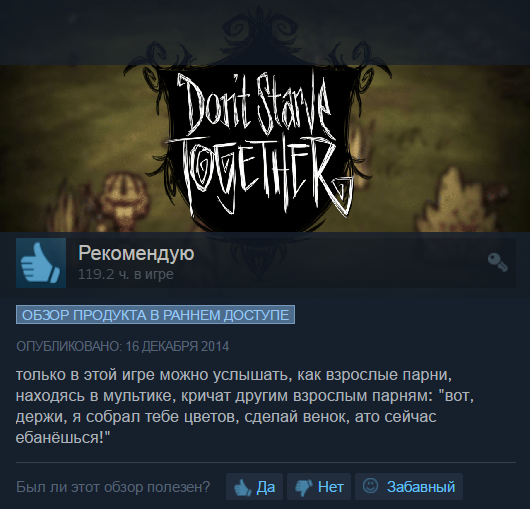 Don't Starve
TOGETHER
Рекомендую
119.2 ч. в игре
ОБЗОР ПРОДУКТА В РАННЕМ ДОСТУПЕ
ОПУБЛИКОВАНО: 16 ДЕКАБРЯ 2014
только в этой игре можно услышать, как взрослые парни,
находясь в мультике, кричат другим взрослым парням: "вот,
держи, я собрал тебе цветов, сделай венок, ато сейчас
ебанёшься!"
Был ли этот обзор полезен? Да Нет Забавный